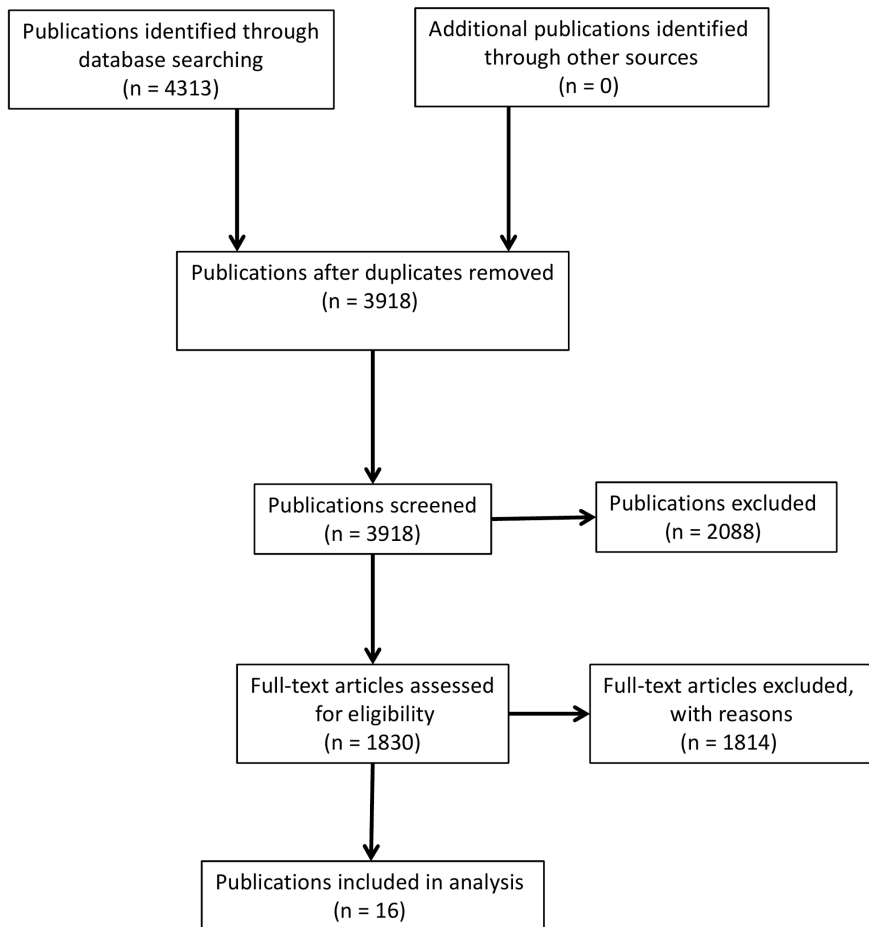 Publications identified through
database searching
(n = 4313)
Additional publications identified
through other sources
(n = 0)
Publications after duplicates removed
(n = 3918)
Publications screened
(n = 3918)
Publications excluded
(n = 2088)
Full-text articles assessed
for eligibility
(n = 1830)
Full-text articles excluded,
with reasons
(n = 1814)
Publications included in analysis
(n = 16)